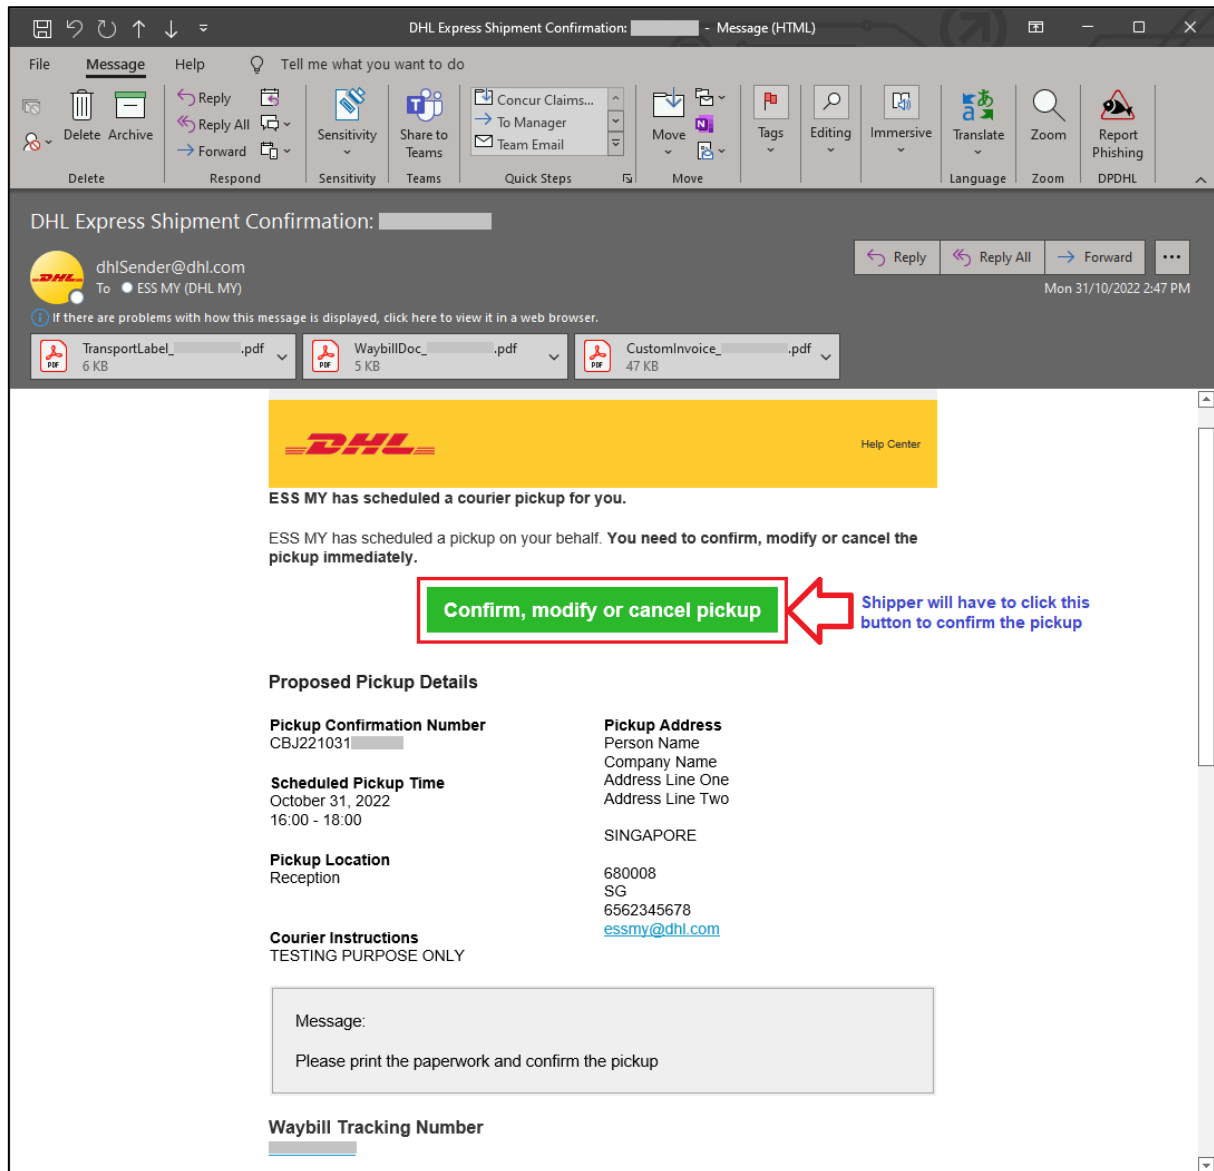 DHL Express Shipment Confirmation: - Message (HTML)
File Message Help Tell me what you want to do
Delete Archive
Reply
Reply All
Forward
Sensitivity
Share to Teams
Concur Claims...
To Manager
Team Email
Move
Tags
Editing
Immersive
Translate
Zoom
Report Phishing
Delete Respond Sensitivity Teams Quick Steps Move Language Zoom DPDHL
DHL Express Shipment Confirmation:
DHL
dhlSender@dhl.com
To ESS MY (DHL MY)
Reply Reply All Forward ...
Mon 31/10/2022 2:47 PM
If there are problems with how this message is displayed, click here to view it in a web browser.
PDF TransportLabel_ .pdf
6 KB
PDF WaybillDoc_ .pdf
5 KB
PDF CustomInvoice_ .pdf
47 KB
DHL
Help Center
ESS MY has scheduled a courier pickup for you.
ESS MY has scheduled a pickup on your behalf. You need to confirm, modify or cancel the
pickup immediately.
Confirm, modify or cancel pickup
Shipper will have to click this
button to confirm the pickup
Proposed Pickup Details
Pickup Confirmation Number
CBJ221031
Scheduled Pickup Time
October 31, 2022
16:00 - 18:00
Pickup Location
Reception
Courier Instructions
TESTING PURPOSE ONLY
Pickup Address
Person Name
Company Name
Address Line One
Address Line Two
SINGAPORE
680008
SG
6562345678
essmy@dhl.com
Message:
Please print the paperwork and confirm the pickup
Waybill Tracking Number